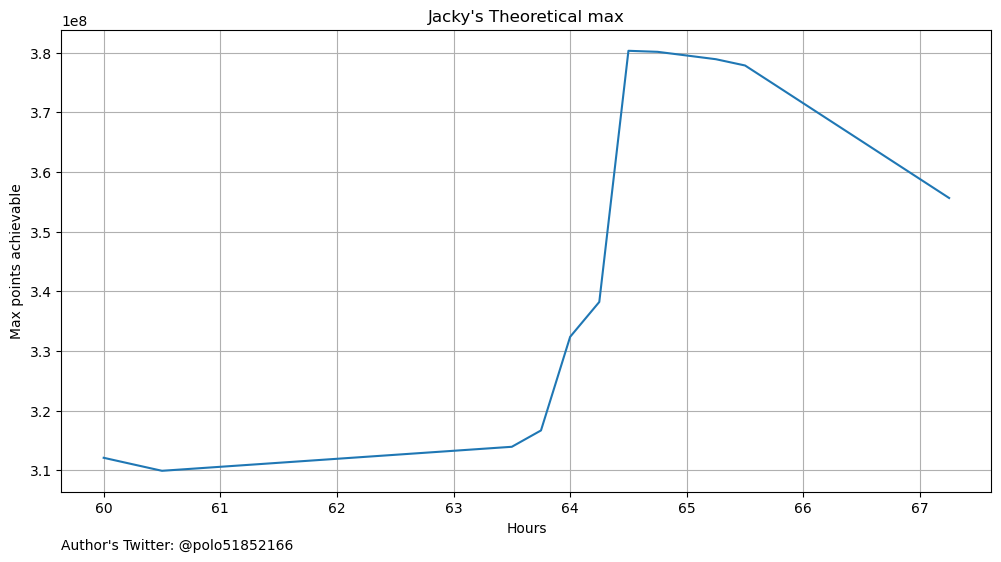 Jacky's Theoretical max
1e8
3.8
3.7
3.6
3.5
3.4
3.3
3.2
3.1
Max points achievable
60 61 62 63 64 65 66 67
Hours
Author's Twitter: @polo51852166